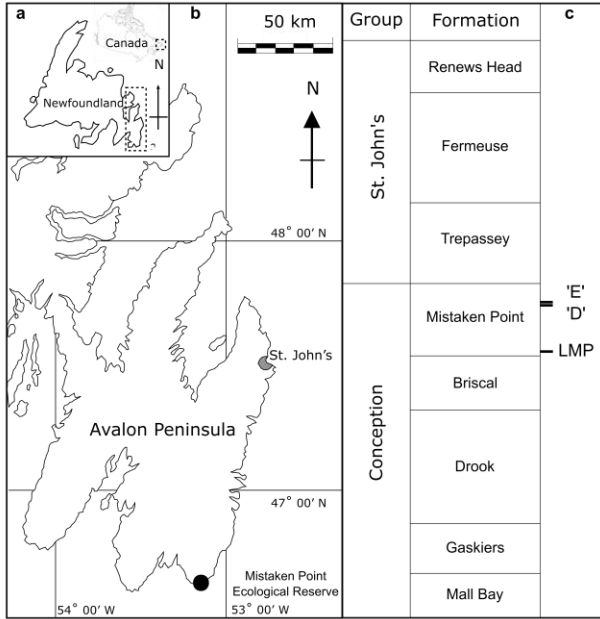 a
Canada
N
Newfoundland
b
50 km
N
48° 00' N
St. John's
Avalon Peninsula
47° 00' N
Mistaken Point
Ecological Reserve
54° 00' W
53° 00' W
Group
Formation
c
St. John's
Renews Head
Fermeuse
Trepassey
Conception
Mistaken Point
Briscal
Drook
Gaskiers
Mall Bay
'E'
'D'
LMP